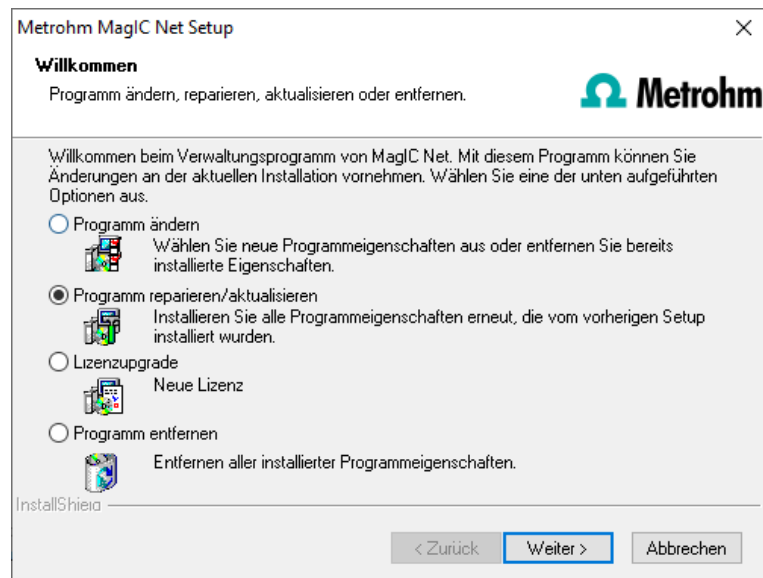 Metrohm MagIC Net Setup
Willkommen
Programm ändern, reparieren, aktualisieren oder entfernen.
Metrohm
Willkommen beim Verwaltungsprogramm von MagIC Net. Mit diesem Programm können Sie
Änderungen an der aktuellen Installation vornehmen. Wählen Sie eine der unten aufgeführten
Optionen aus.
Programm ändern
Wählen Sie neue Programmeigenschaften aus oder entfernen Sie bereits
installierte Eigenschaften.
Programm reparieren/aktualisieren
Installieren Sie alle Programmeigenschaften erneut, die vom vorherigen Setup
installiert wurden.
Lizenzupgrade
Neue Lizenz
Programm entfernen
Entfernen aller installierter Programmeigenschaften.
InstallShield
< Zurück
Weiter >
Abbrechen